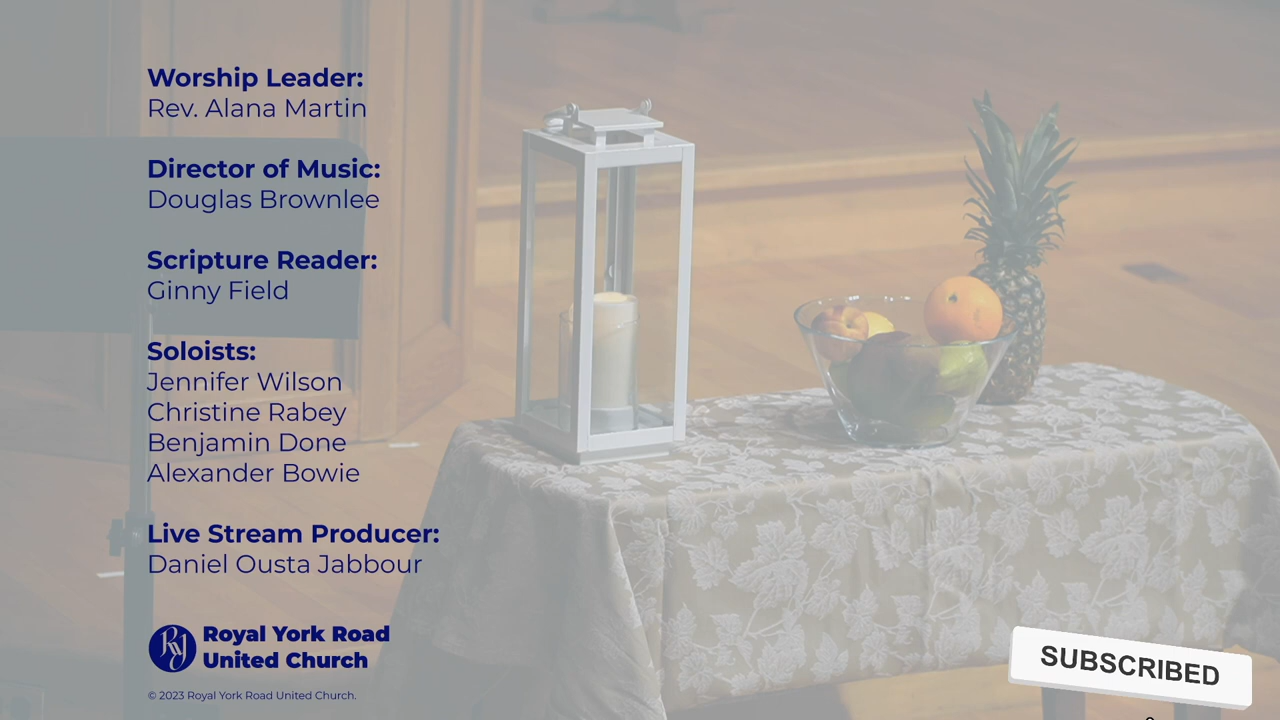 Worship Leader:
Rev. Alana Martin
Director of Music:
Douglas Brownlee
Scripture Reader:
Ginny Field
Soloists:
Jennifer Wilson
Christine Rabey
Benjamin Done
Alexander Bowie
Live Stream Producer:
Daniel Ousta Jabbour
Royal York Road
United Church
© 2023 Royal York Road United Church.
SUBSCRIBED